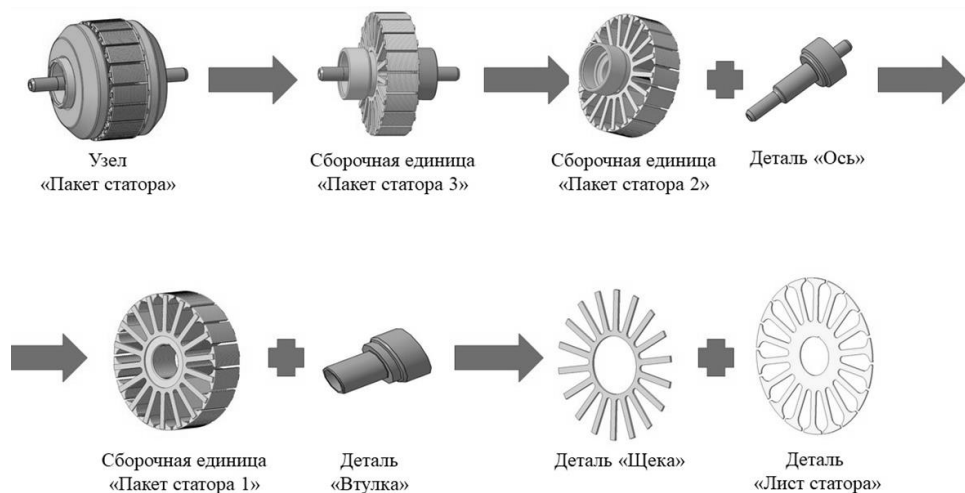 Узел
«Пакет статора»
Сборочная единица
«Пакет статора 3»
Сборочная единица
«Пакет статора 2»
Деталь «Ось»
Сборочная единица
«Пакет статора 1»
Деталь
«Втулка»
Деталь «Щека»
Деталь
«Лист статора»